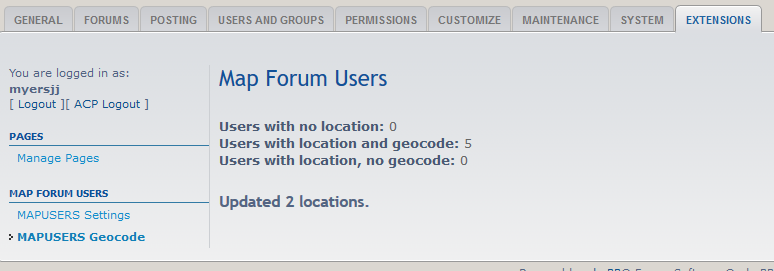 GENERAL FORUMS POSTING USERS AND GROUPS PERMISSIONS CUSTOMIZE MAINTENANCE SYSTEM EXTENSIONS
You are logged in as:
myersjj
[ Logout ][ ACP Logout ]
PAGES
Manage Pages
MAP FORUM USERS
MAPUSERS Settings
MAPUSERS Geocode
Map Forum Users
Users with no location: 0
Users with location and geocode: 5
Users with location, no geocode: 0
Updated 2 locations.